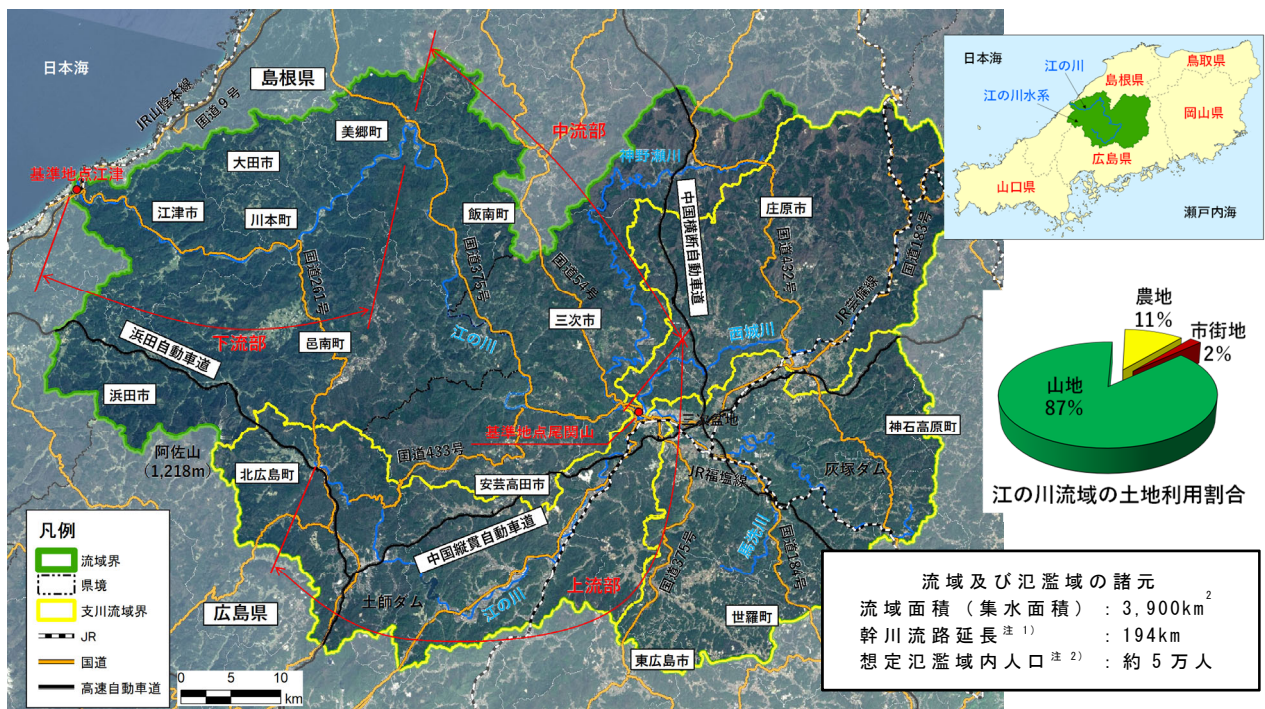 日本海
JR山陰本線
国道9号
島根県
美郷町
大田市
基準地点江津
江津市
川本町
飯南町
中流部
神野瀬川
中国横断自動車道
庄原市
国道183号
国道432号
国道375号
国道54号
国道261号
JR芸備線
三次市
西城川
江の川
下流部
邑南町
浜田自動車道
浜田市
阿佐山
(1,218m)
北広島町
国道433号
基準地点尾関山
三次盆地
神石高原町
安芸高田市
JR福塩線
灰塚ダム
中国縦貫自動車道
馬洗川
国道184号
国道375号
上流部
土師ダム
江の川
広島県
世羅町
東広島市
凡例
流域界
県境
支川流域界
JR
国道
高速自動車道
0 5 10
km
日本海
江の川
江の川水系
島根県
鳥取県
岡山県
広島県
山口県
瀬戸内海
農地
11%
市街地
2%
山地
87%
江の川流域の土地利用割合
流域及び氾濫域の諸元
流域面積(集水面積):3,900km2
幹川流路延長注1):194km
想定氾濫域内人口注2):約5万人